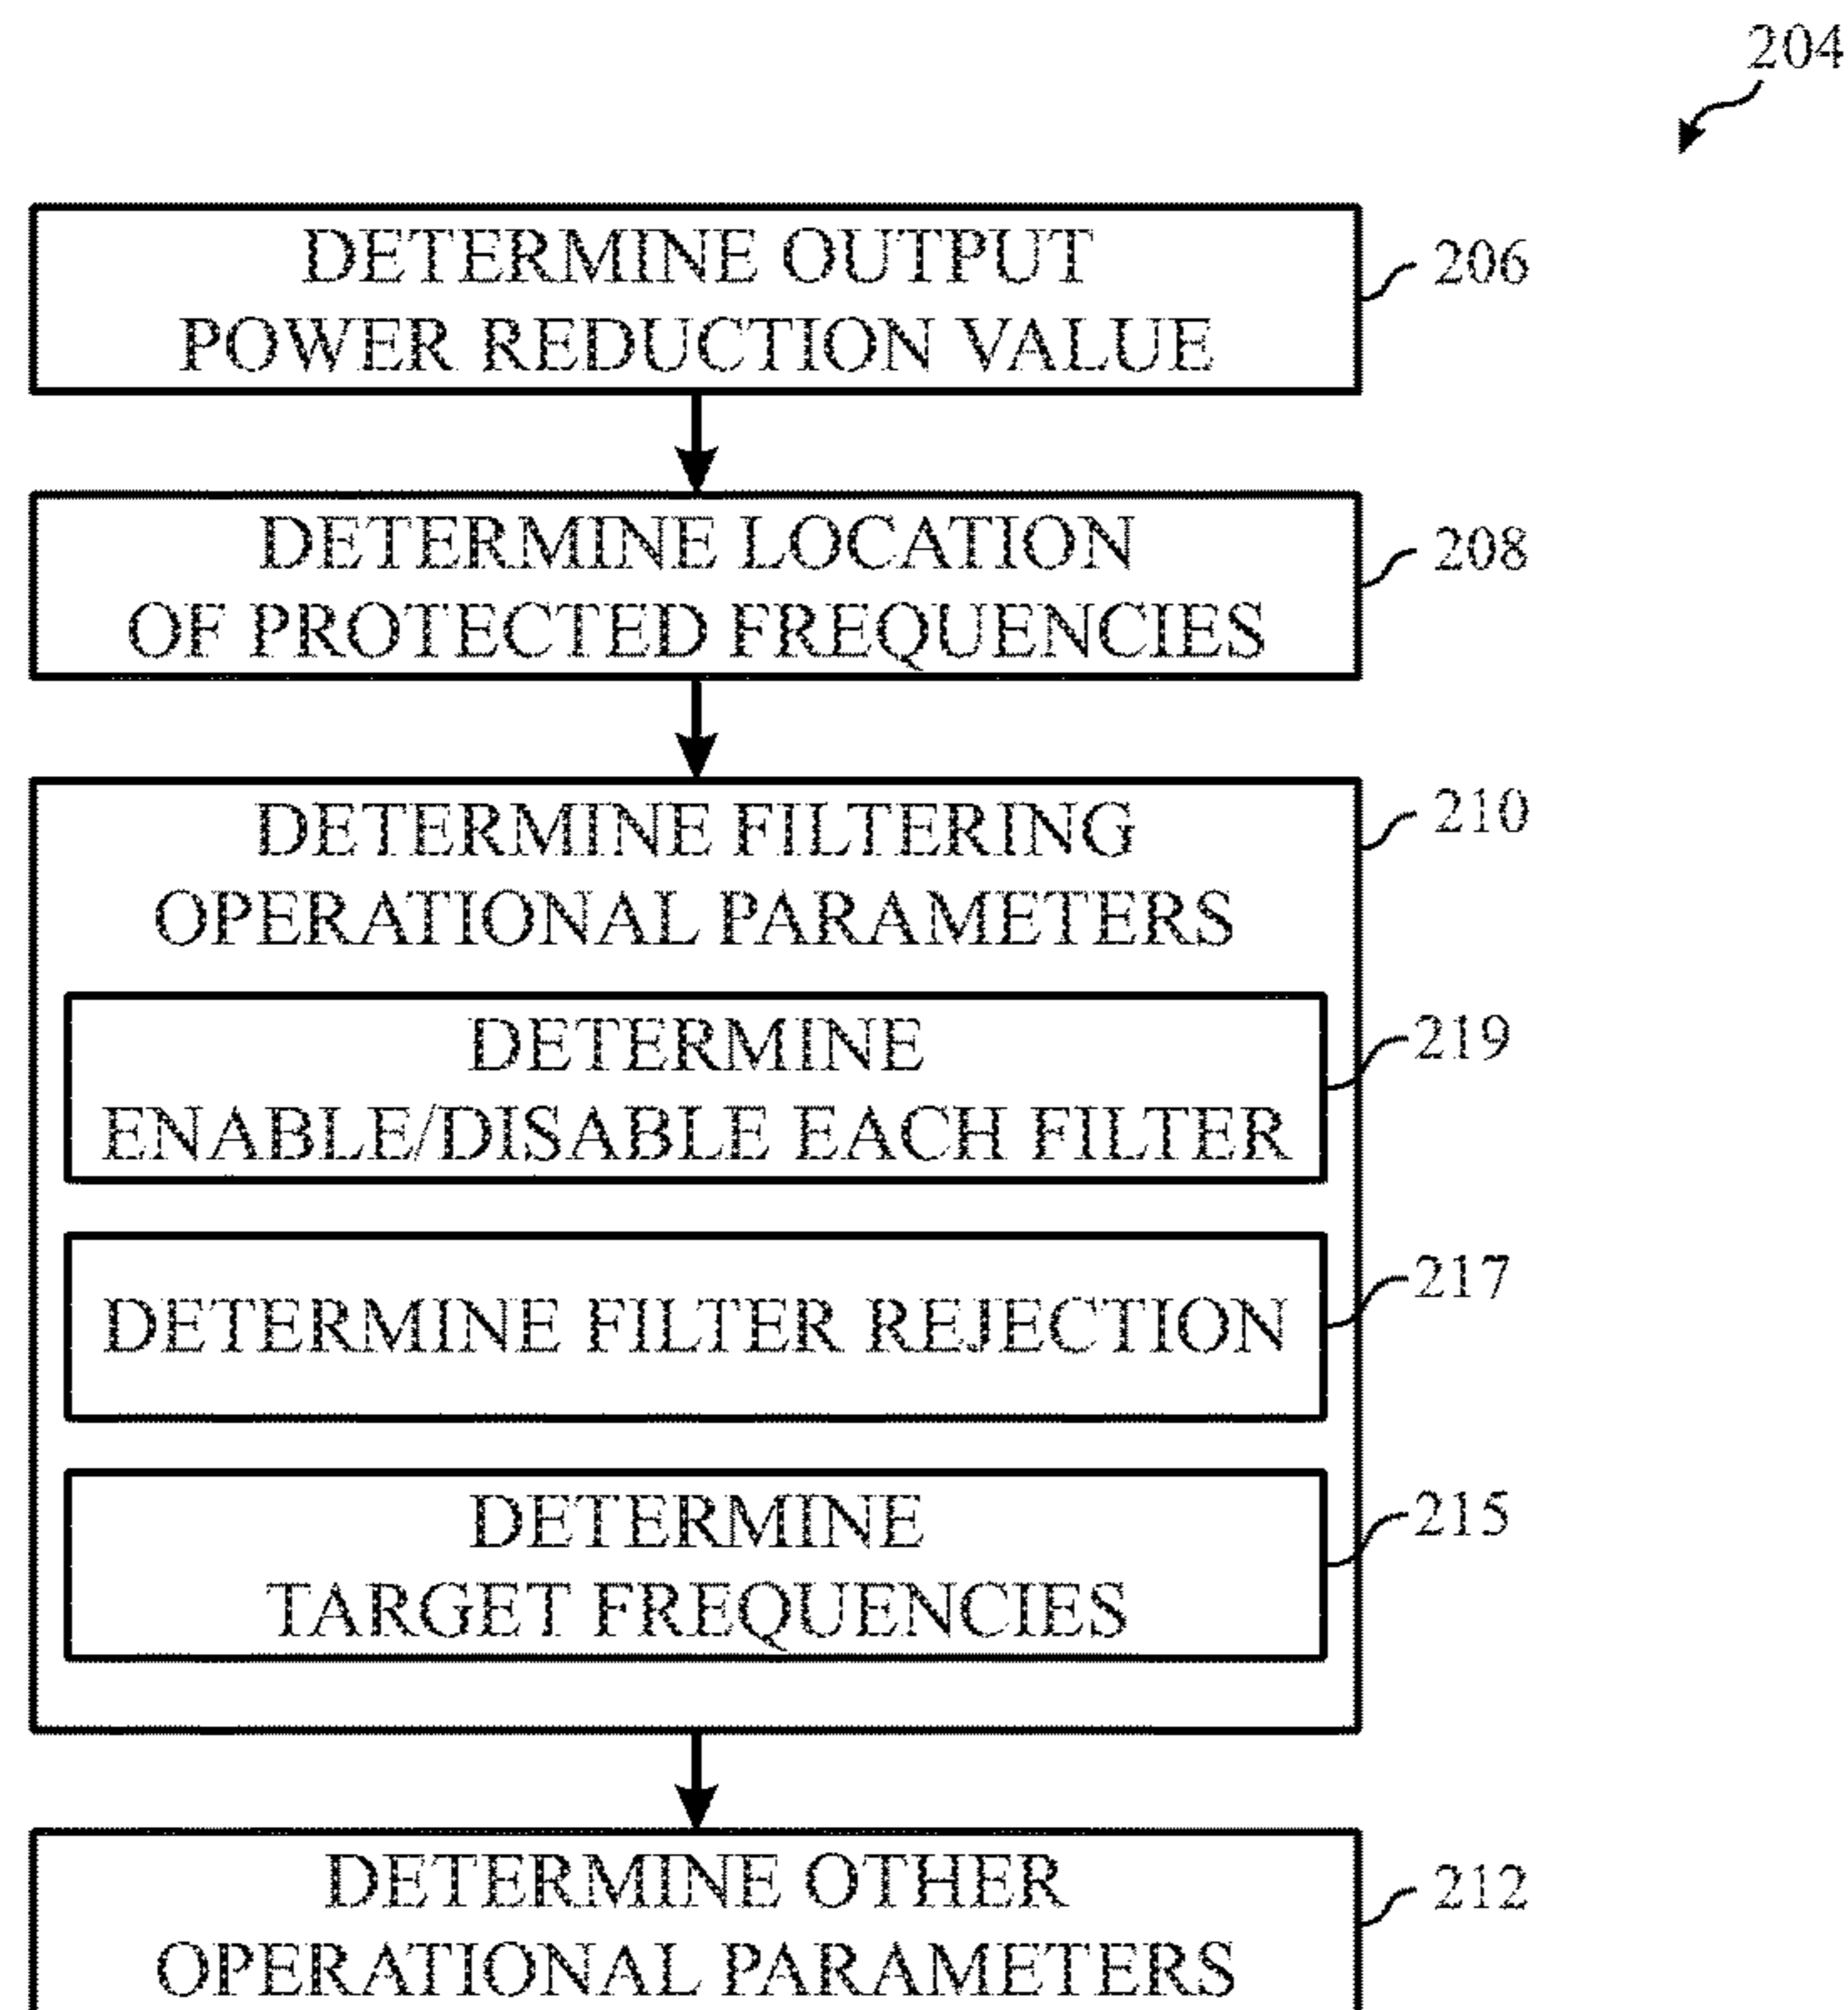 204
DETERMINE OUTPUT
POWER REDUCTION VALUE
206
DETERMINE LOCATION
OF PROTECTED FREQUENCIES
208
DETERMINE FILTERING
OPERATIONAL PARAMETERS
210
DETERMINE
ENABLE/DISABLE EACH FILTER
219
DETERMINE FILTER REJECTION
217
DETERMINE
TARGET FREQUENCIES
215
DETERMINE OTHER
OPERATIONAL PARAMETERS
212